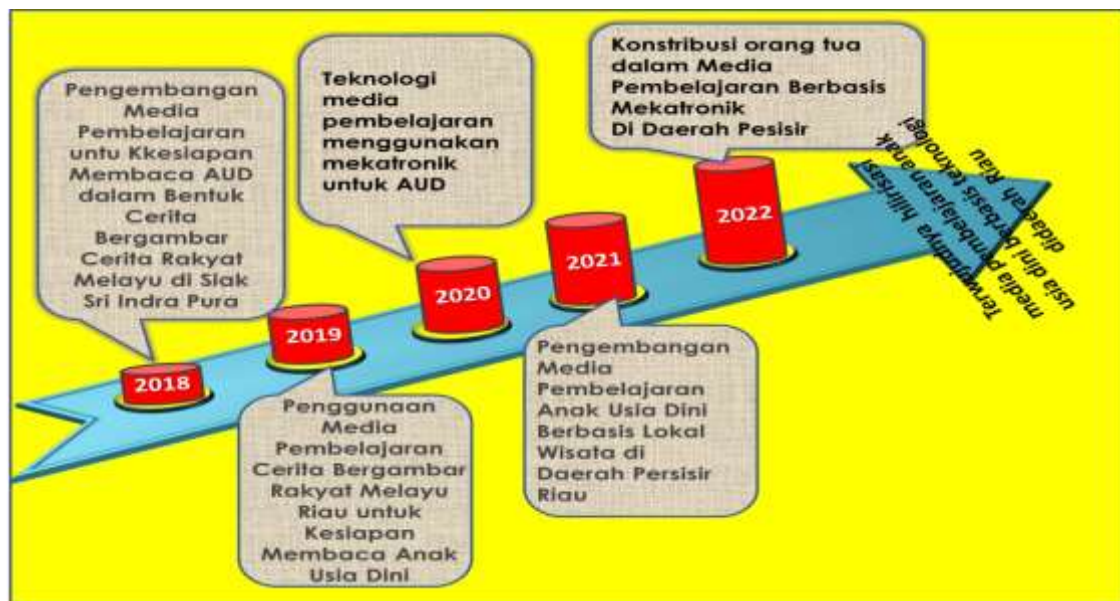 Pengembangan
Media
Pembelajaran
untu Kkesiapan
Membaca AUD
dalam Bentuk
Cerita
Bergambar
Cerita Rakyat
Melayu di Siak
Sri Indra Pura
2018
2019
Penggunaan
Media
Pembelajaran
Cerita Bergambar
Rakyat Melayu
Riau untuk
Kesiapan
Membaca Anak
Usia Dini
Teknologi
media
pembelajaran
menggunakan
mekatronik
untuk AUD
2020
2021
Pengembangan
Media
Pembelajaran
Anak Usia Dini
Berbasis Lokal
Wisata di
Daerah Persisir
Riau
Konstribusi orang tua
dalam Media
Pembelajaran Berbasis
Mekatronik
Di Daerah Pesisir
2022
Terwujudnya hilirisasi
media pembelajaran anak
usia dini berbasis teknologi
didaerah Riau